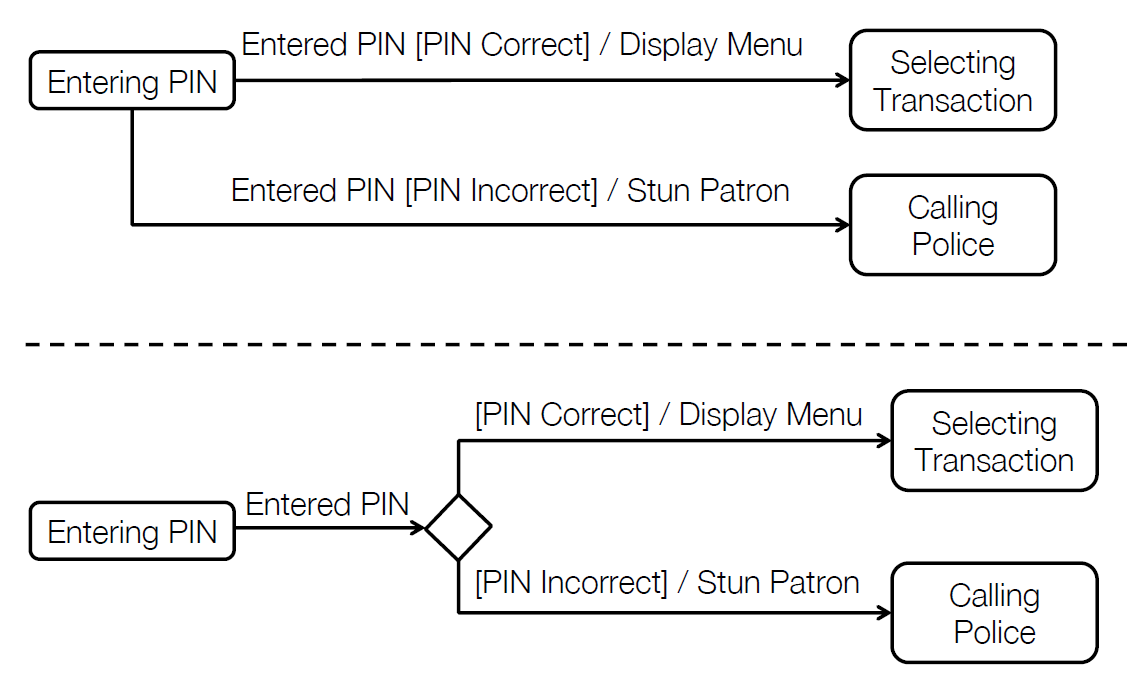 Entered PIN [PIN Correct] / Display Menu
Entering PIN
Selecting
Transaction
Entered PIN [PIN Incorrect] / Stun Patron
Calling
Police
[PIN Correct] / Display Menu
Selecting
Transaction
Entered PIN
Entering PIN
[PIN Incorrect] / Stun Patron
Calling
Police